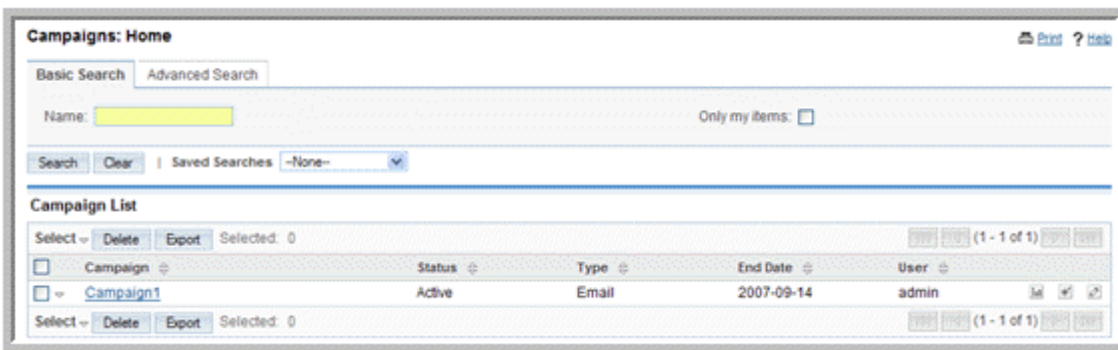 Campaigns: Home Print ? Help
Basic Search Advanced Search
Name: Only my items:
Search Clear | Saved Searches --None--
Campaign List
Select Delete Export Selected: 0 (1 - 1 of 1)
Campaign Status Type End Date User
Campaign1 Active Email 2007-09-14 admin
Select Delete Export Selected: 0 (1 - 1 of 1)